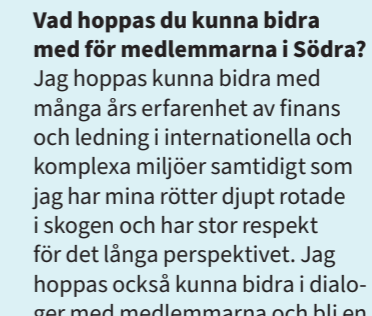 Vad hoppas du kunna bidra
med för medlemmarna i Södra?
Jag hoppas kunna bidra med
många års erfarenhet av finans
och ledning i internationella och
komplexa miljöer samtidigt som
jag har mina rötter djupt rotade
i skogen och har stor respekt
för det långa perspektivet. Jag
hoppas också kunna bidra i dialo-
ger med medlemmarna och bli en